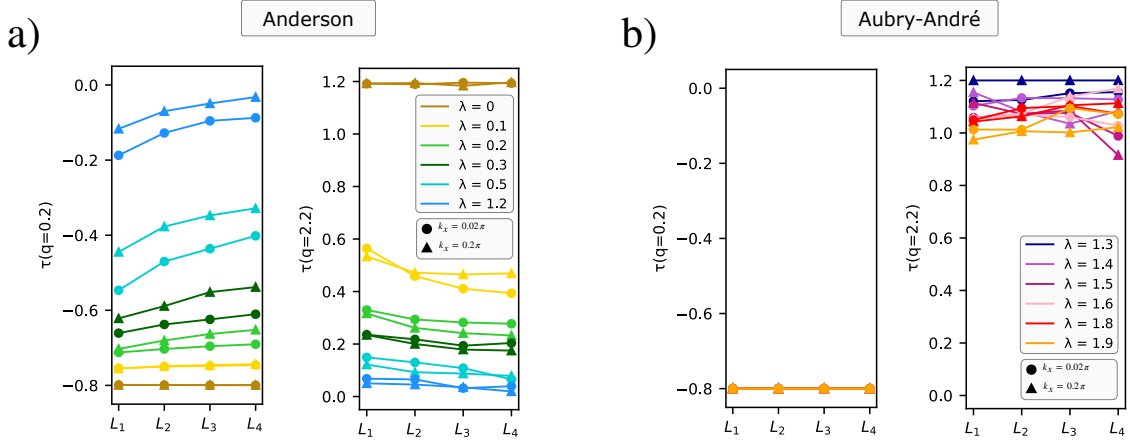 Anderson
Aubry-André
a)
b)
τ(q=0.2)
0.0
−0.2
−0.4
−0.6
−0.8
L1 L2 L3 L4
τ(q=2.2)
1.2
1.0
0.8
0.6
0.4
0.2
0.0
λ = 0
λ = 0.1
λ = 0.2
λ = 0.3
λ = 0.5
λ = 1.2
kx = 0.02π
kx = 0.2π
L1 L2 L3 L4
τ(q=0.2)
0.0
−0.2
−0.4
−0.6
−0.8
L1 L2 L3 L4
τ(q=2.2)
1.2
1.0
0.8
0.6
0.4
0.2
0.0
λ = 1.3
λ = 1.4
λ = 1.5
λ = 1.6
λ = 1.8
λ = 1.9
kx = 0.02π
kx = 0.2π
L1 L2 L3 L4